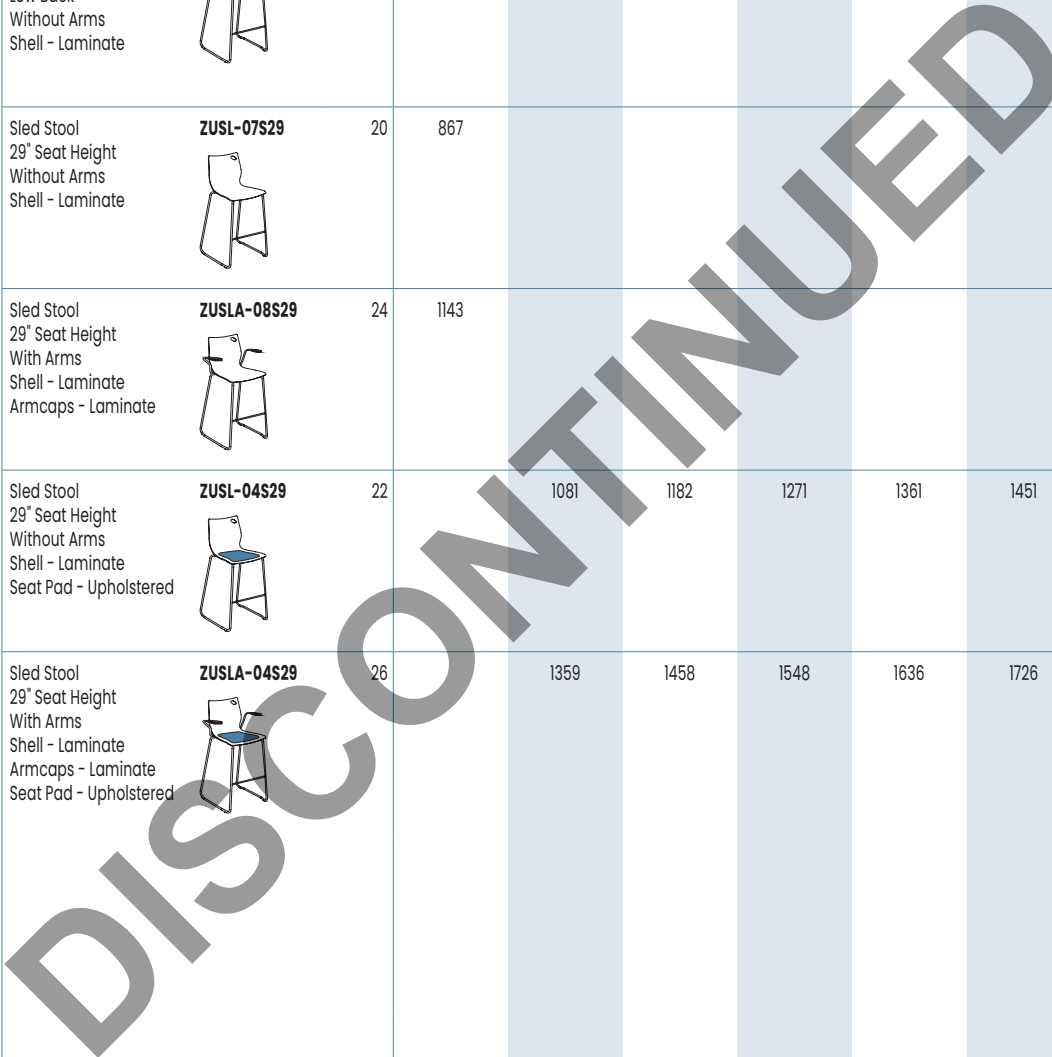 Without Arms
Shell - Laminate
Sled Stool ZUSL-07S29 20 867
29" Seat Height
Without Arms
Shell - Laminate
Sled Stool ZUSLA-08S29 24 1143
29" Seat Height
With Arms
Shell - Laminate
Armcaps - Laminate
Sled Stool ZUSL-04S29 22 1081 1182 1271 1361 1451
29" Seat Height
Without Arms
Shell - Laminate
Seat Pad - Upholstered
Sled Stool ZUSLA-04S29 26 1359 1458 1548 1636 1726
29" Seat Height
With Arms
Shell - Laminate
Armcaps - Laminate
Seat Pad - Upholstered
DISCONTINUED